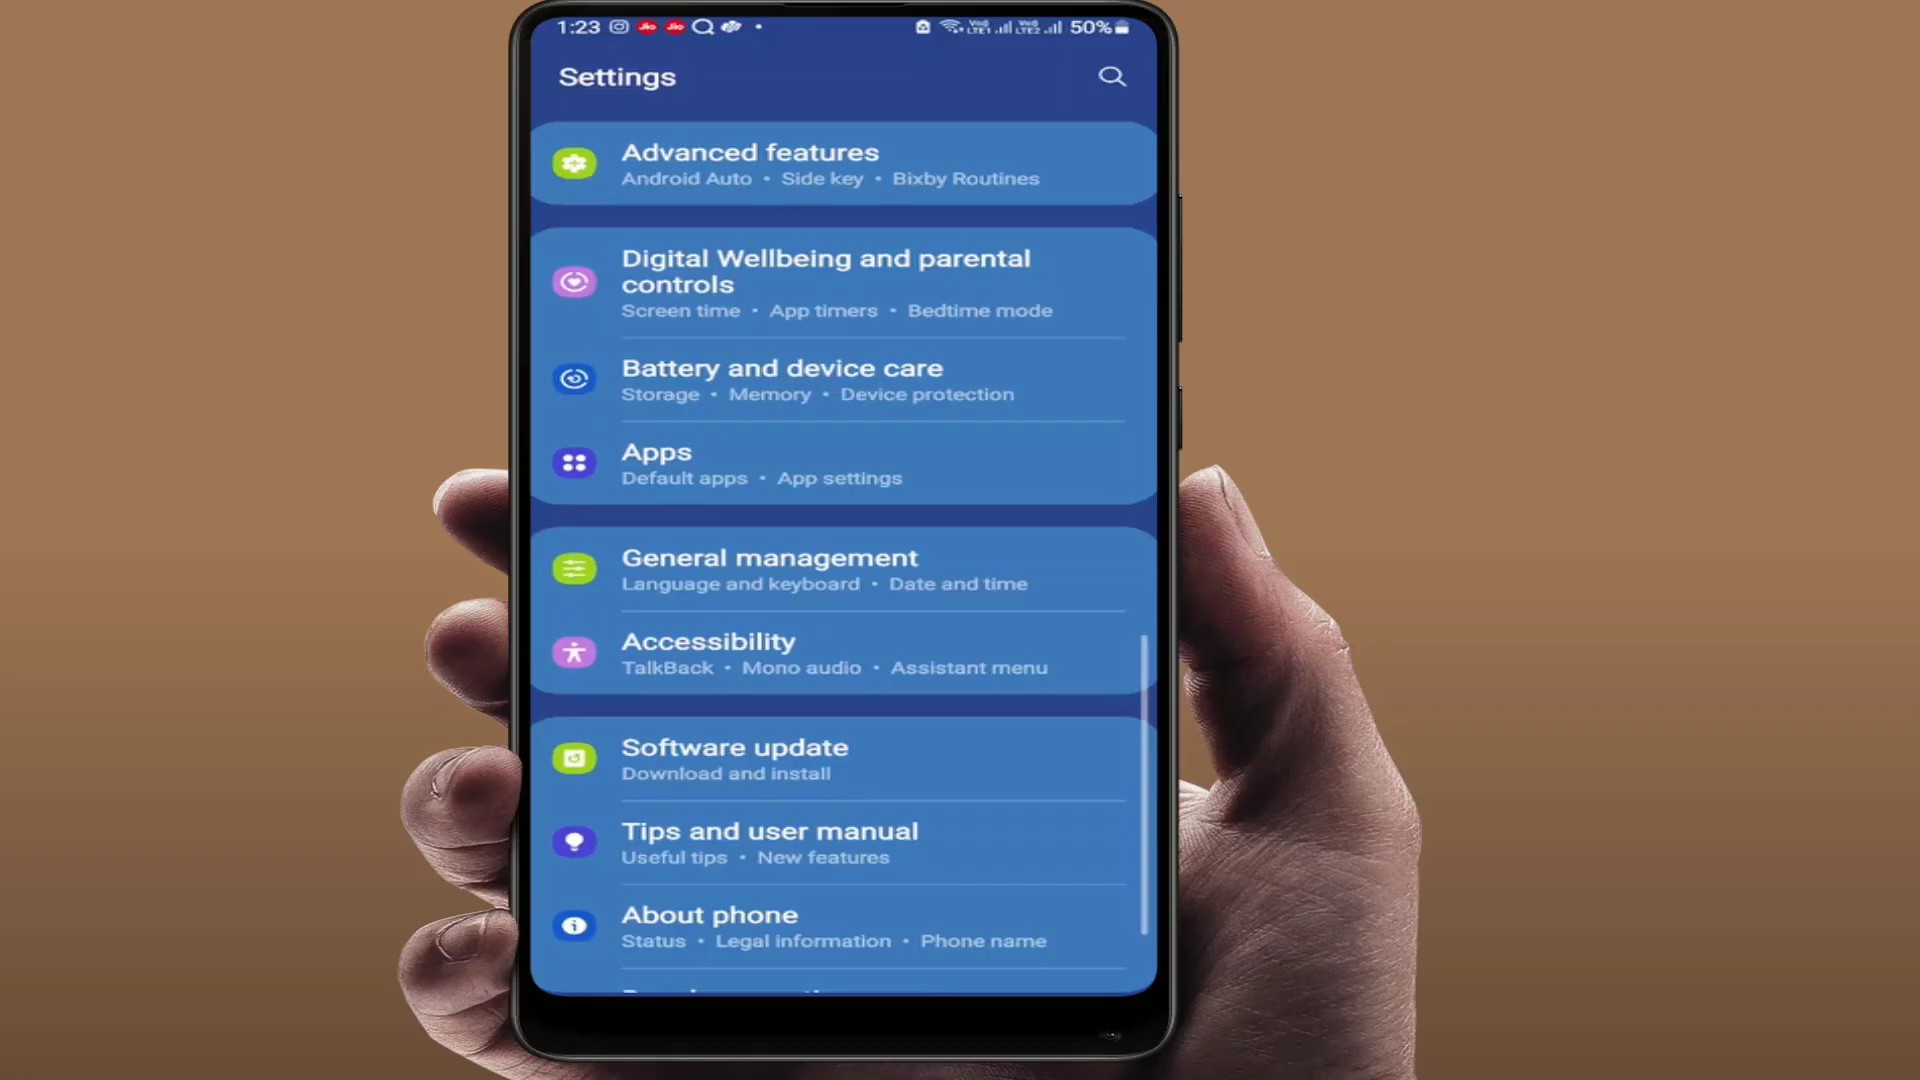 1:23 50%
Settings
Advanced features
Android Auto • Side key • Bixby Routines
Digital Wellbeing and parental
controls
Screen time • App timers • Bedtime mode
Battery and device care
Storage • Memory • Device protection
Apps
Default apps • App settings
General management
Language and keyboard • Date and time
Accessibility
TalkBack • Mono audio • Assistant menu
Software update
Download and install
Tips and user manual
Useful tips • New features
About phone
Status • Legal information • Phone name